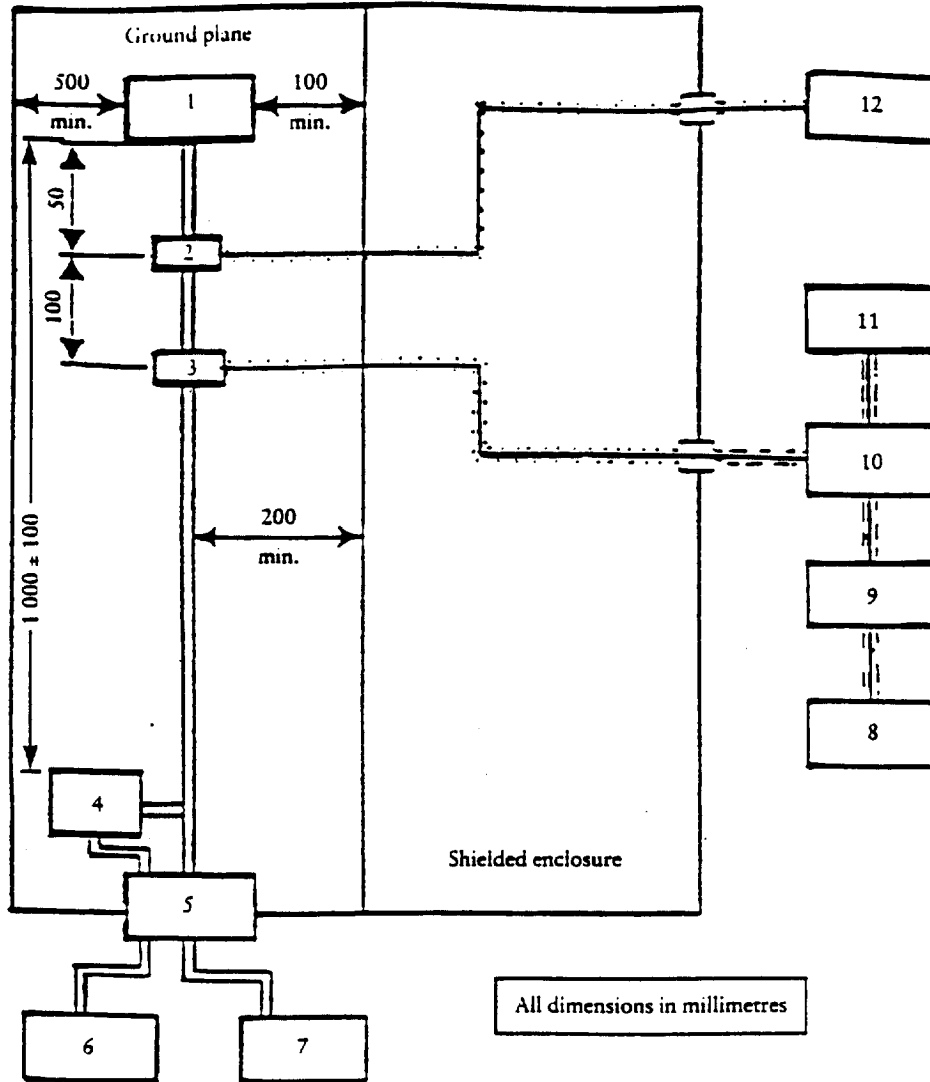 Ground plane
500
min.
1
100
min.
12
50
2
100
11
3
10
1 000 ± 100
200
min.
9
8
4
Shielded enclosure
5
All dimensions in millimetres
6
7